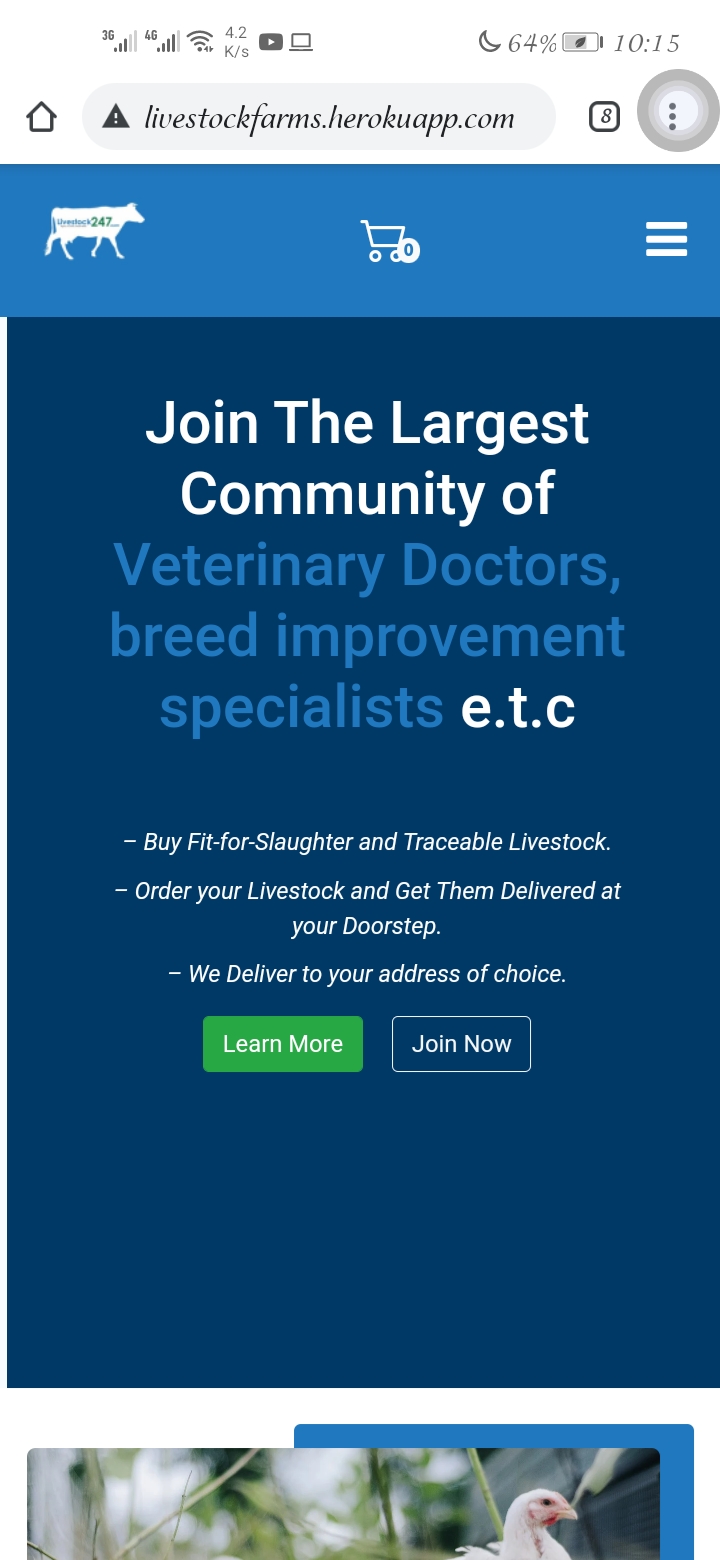 3G 4G 4.2 K/s 64% 10:15
livestockfarms.herokuapp.com 8
Livestock247
0
Join The Largest
Community of
Veterinary Doctors,
breed improvement
specialists e.t.c
– Buy Fit-for-Slaughter and Traceable Livestock.
– Order your Livestock and Get Them Delivered at
your Doorstep.
– We Deliver to your address of choice.
Learn More Join Now